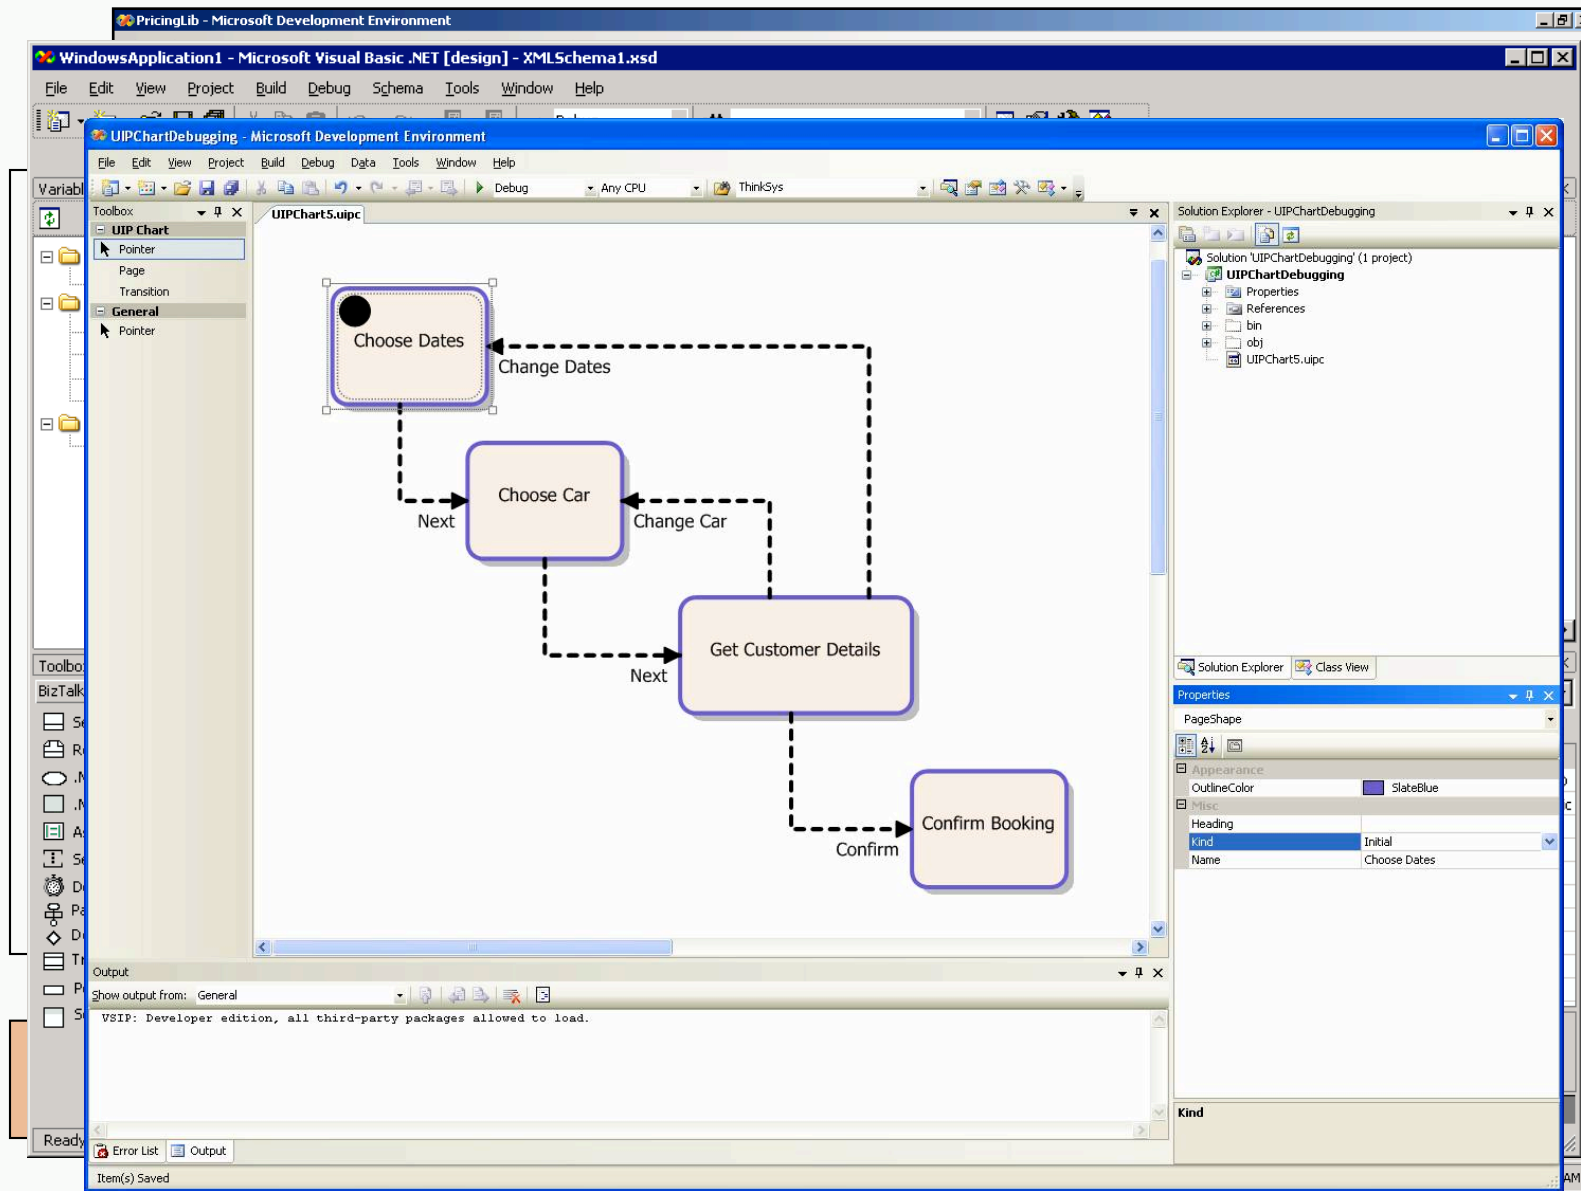 PricingLib - Microsoft Development Environment
WindowsApplication1 - Microsoft Visual Basic .NET [design] - XMLSchema1.xsd
File Edit View Project Build Debug Schema Tools Window Help
UIPChartDebugging - Microsoft Development Environment
File Edit View Project Build Debug Data Tools Window Help
Debug Any CPU ThinkSys
Toolbox
UIP Chart
Pointer
Page
Transition
General
Pointer
UIPChart5.uipc
Choose Dates
Change Dates
Next
Choose Car
Change Car
Next
Get Customer Details
Confirm
Confirm Booking
Solution Explorer - UIPChartDebugging
Solution 'UIPChartDebugging' (1 project)
UIPChartDebugging
Properties
References
bin
obj
UIPChart5.uipc
Solution Explorer Class View
Properties
PageShape
Appearance
OutlineColor SlateBlue
Misc
Heading
Kind Initial
Name Choose Dates
Kind
Output
Show output from: General
VSIP: Developer edition, all third-party packages allowed to load.
Error List Output
Item(s) Saved
Ready
AM